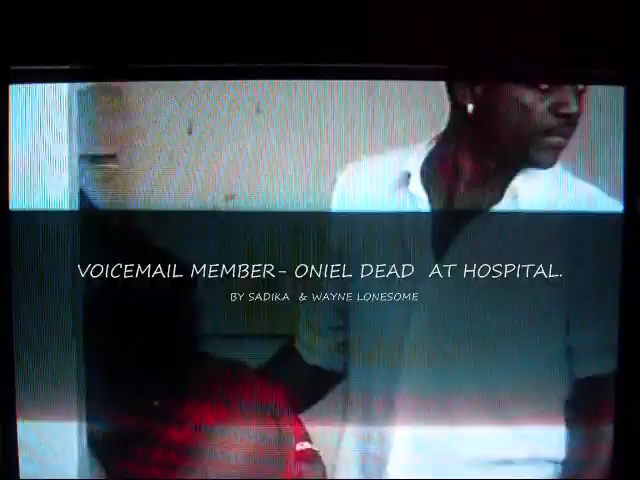 VOICEMAIL MEMBER- ONIEL DEAD AT HOSPITAL.
BY SADIKA & WAYNE LONESOME